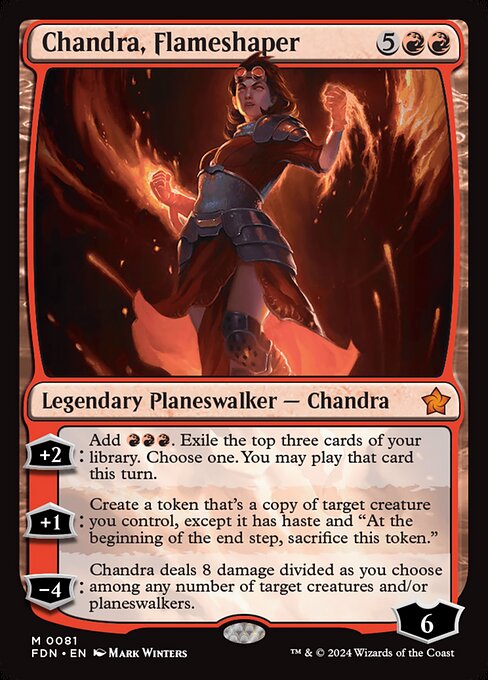 Chandra, Flameshaper 5
Legendary Planeswalker — Chandra
+2
Add . Exile the top three cards of your
library. Choose one. You may play that card
this turn.
+1
Create a token that's a copy of target creature
you control, except it has haste and “At the
beginning of the end step, sacrifice this token.”
−4
Chandra deals 8 damage divided as you choose
among any number of target creatures and/or
planeswalkers.
6
M 0081
FDN • EN Mark Winters
™ & © 2024 Wizards of the Coast